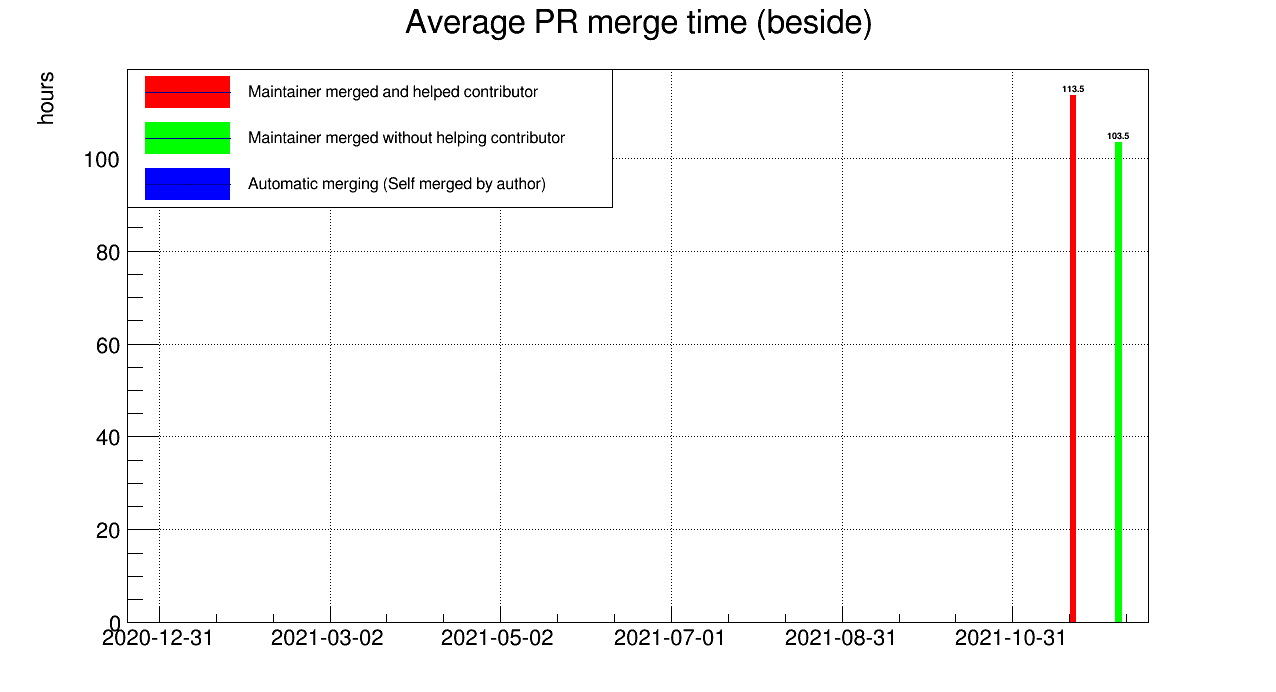 Average PR merge time (beside)
hours
Maintainer merged and helped contributor
Maintainer merged without helping contributor
Automatic merging (Self merged by author)
113.5
103.5
100
80
60
40
20
0
2020-12-31 2021-03-02 2021-05-02 2021-07-01 2021-08-31 2021-10-31